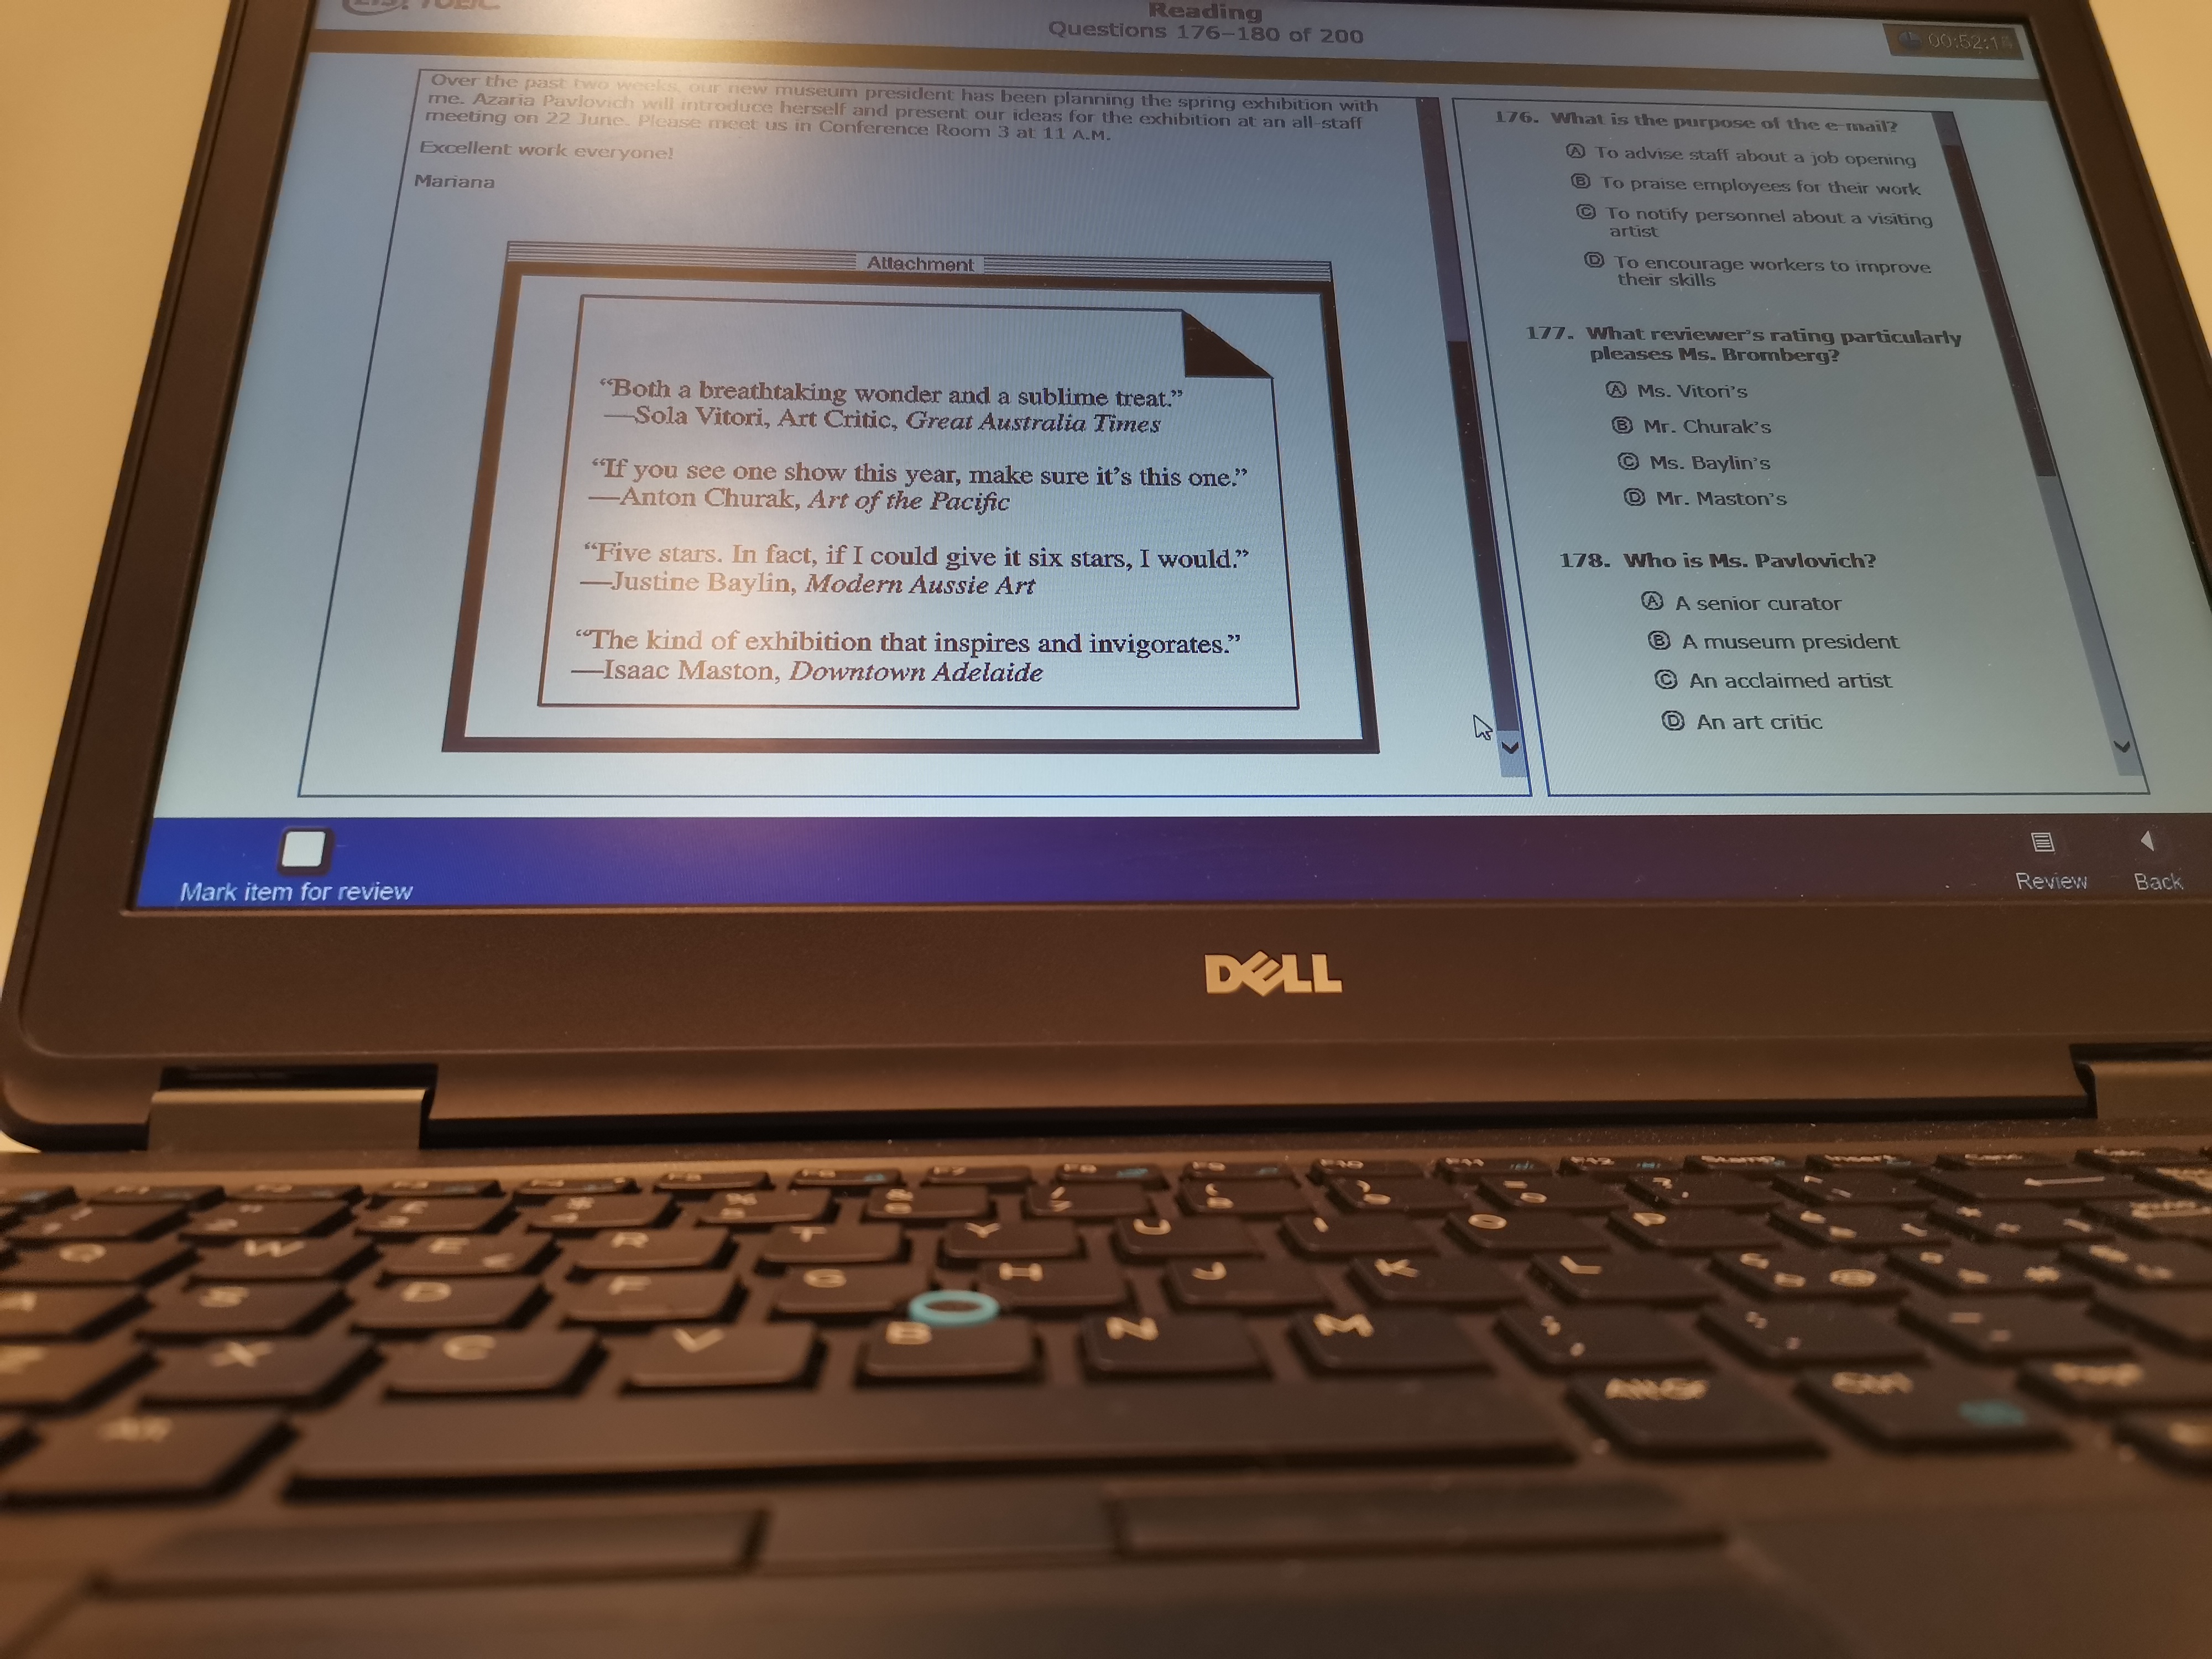 Reading
Questions 176–180 of 200
Over the past two weeks, our new museum president has been planning the spring exhibition with
me. Azaria Pavlovich will introduce herself and present our ideas for the exhibition at an all-staff
meeting on 22 June. Please meet us in Conference Room 3 at 11 A.M.
Excellent work everyone!
Mariana
Attachment
“Both a breathtaking wonder and a sublime treat.”
—Sola Vitori, Art Critic, Great Australia Times
“If you see one show this year, make sure it’s this one.”
—Anton Churak, Art of the Pacific
“Five stars. In fact, if I could give it six stars, I would.”
—Justine Baylin, Modern Aussie Art
“The kind of exhibition that inspires and invigorates.”
—Isaac Maston, Downtown Adelaide
176. What is the purpose of the e-mail?
A To advise staff about a job opening
B To praise employees for their work
C To notify personnel about a visiting
artist
D To encourage workers to improve
their skills
177. What reviewer’s rating particularly
pleases Ms. Bromberg?
A Ms. Vitori’s
B Mr. Churak’s
C Ms. Baylin’s
D Mr. Maston’s
178. Who is Ms. Pavlovich?
A A senior curator
B A museum president
C An acclaimed artist
D An art critic
Mark item for review
Review
Back
DELL
Q W E R T Y U I O P
A S D F G H J K L
X C V B N M
Alt
Alt Gr